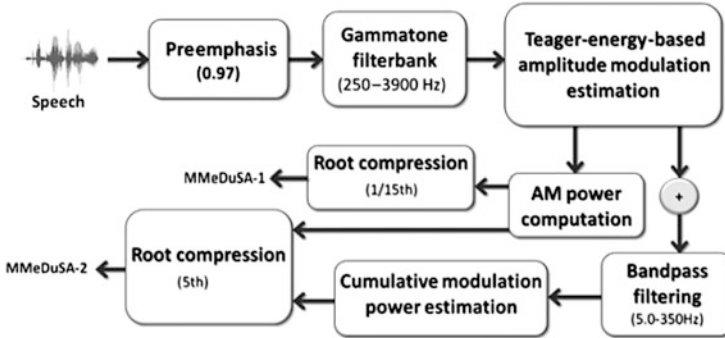 Speech
Preemphasis
(0.97)
Gammatone
filterbank
(250–3900 Hz)
Teager-energy-based
amplitude modulation
estimation
MMeDuSA-1
Root compression
(1/15th)
AM power
computation
+
MMeDuSA-2
Root compression
(5th)
Cumulative modulation
power estimation
Bandpass
filtering
(5.0-350Hz)